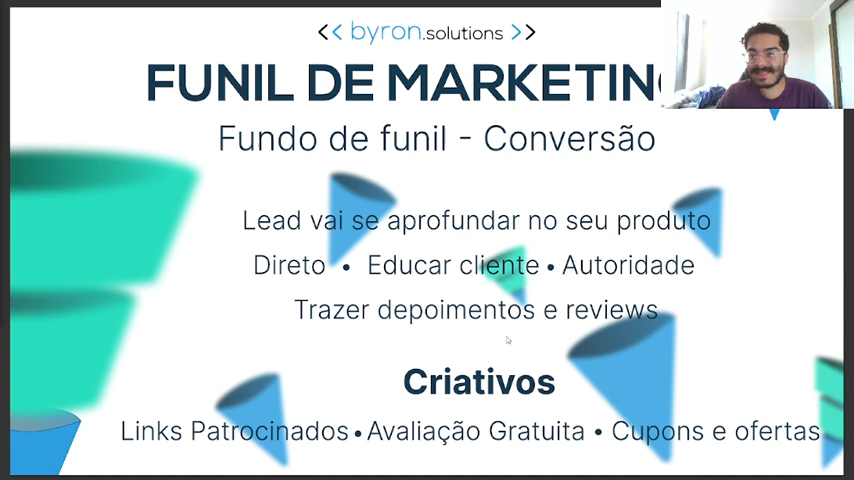 byron.solutions
FUNIL DE MARKETING
Fundo de funil - Conversão
Lead vai se aprofundar no seu produto
Direto • Educar cliente • Autoridade
Trazer depoimentos e reviews
Criativos
Links Patrocinados • Avaliação Gratuita • Cupons e ofertas